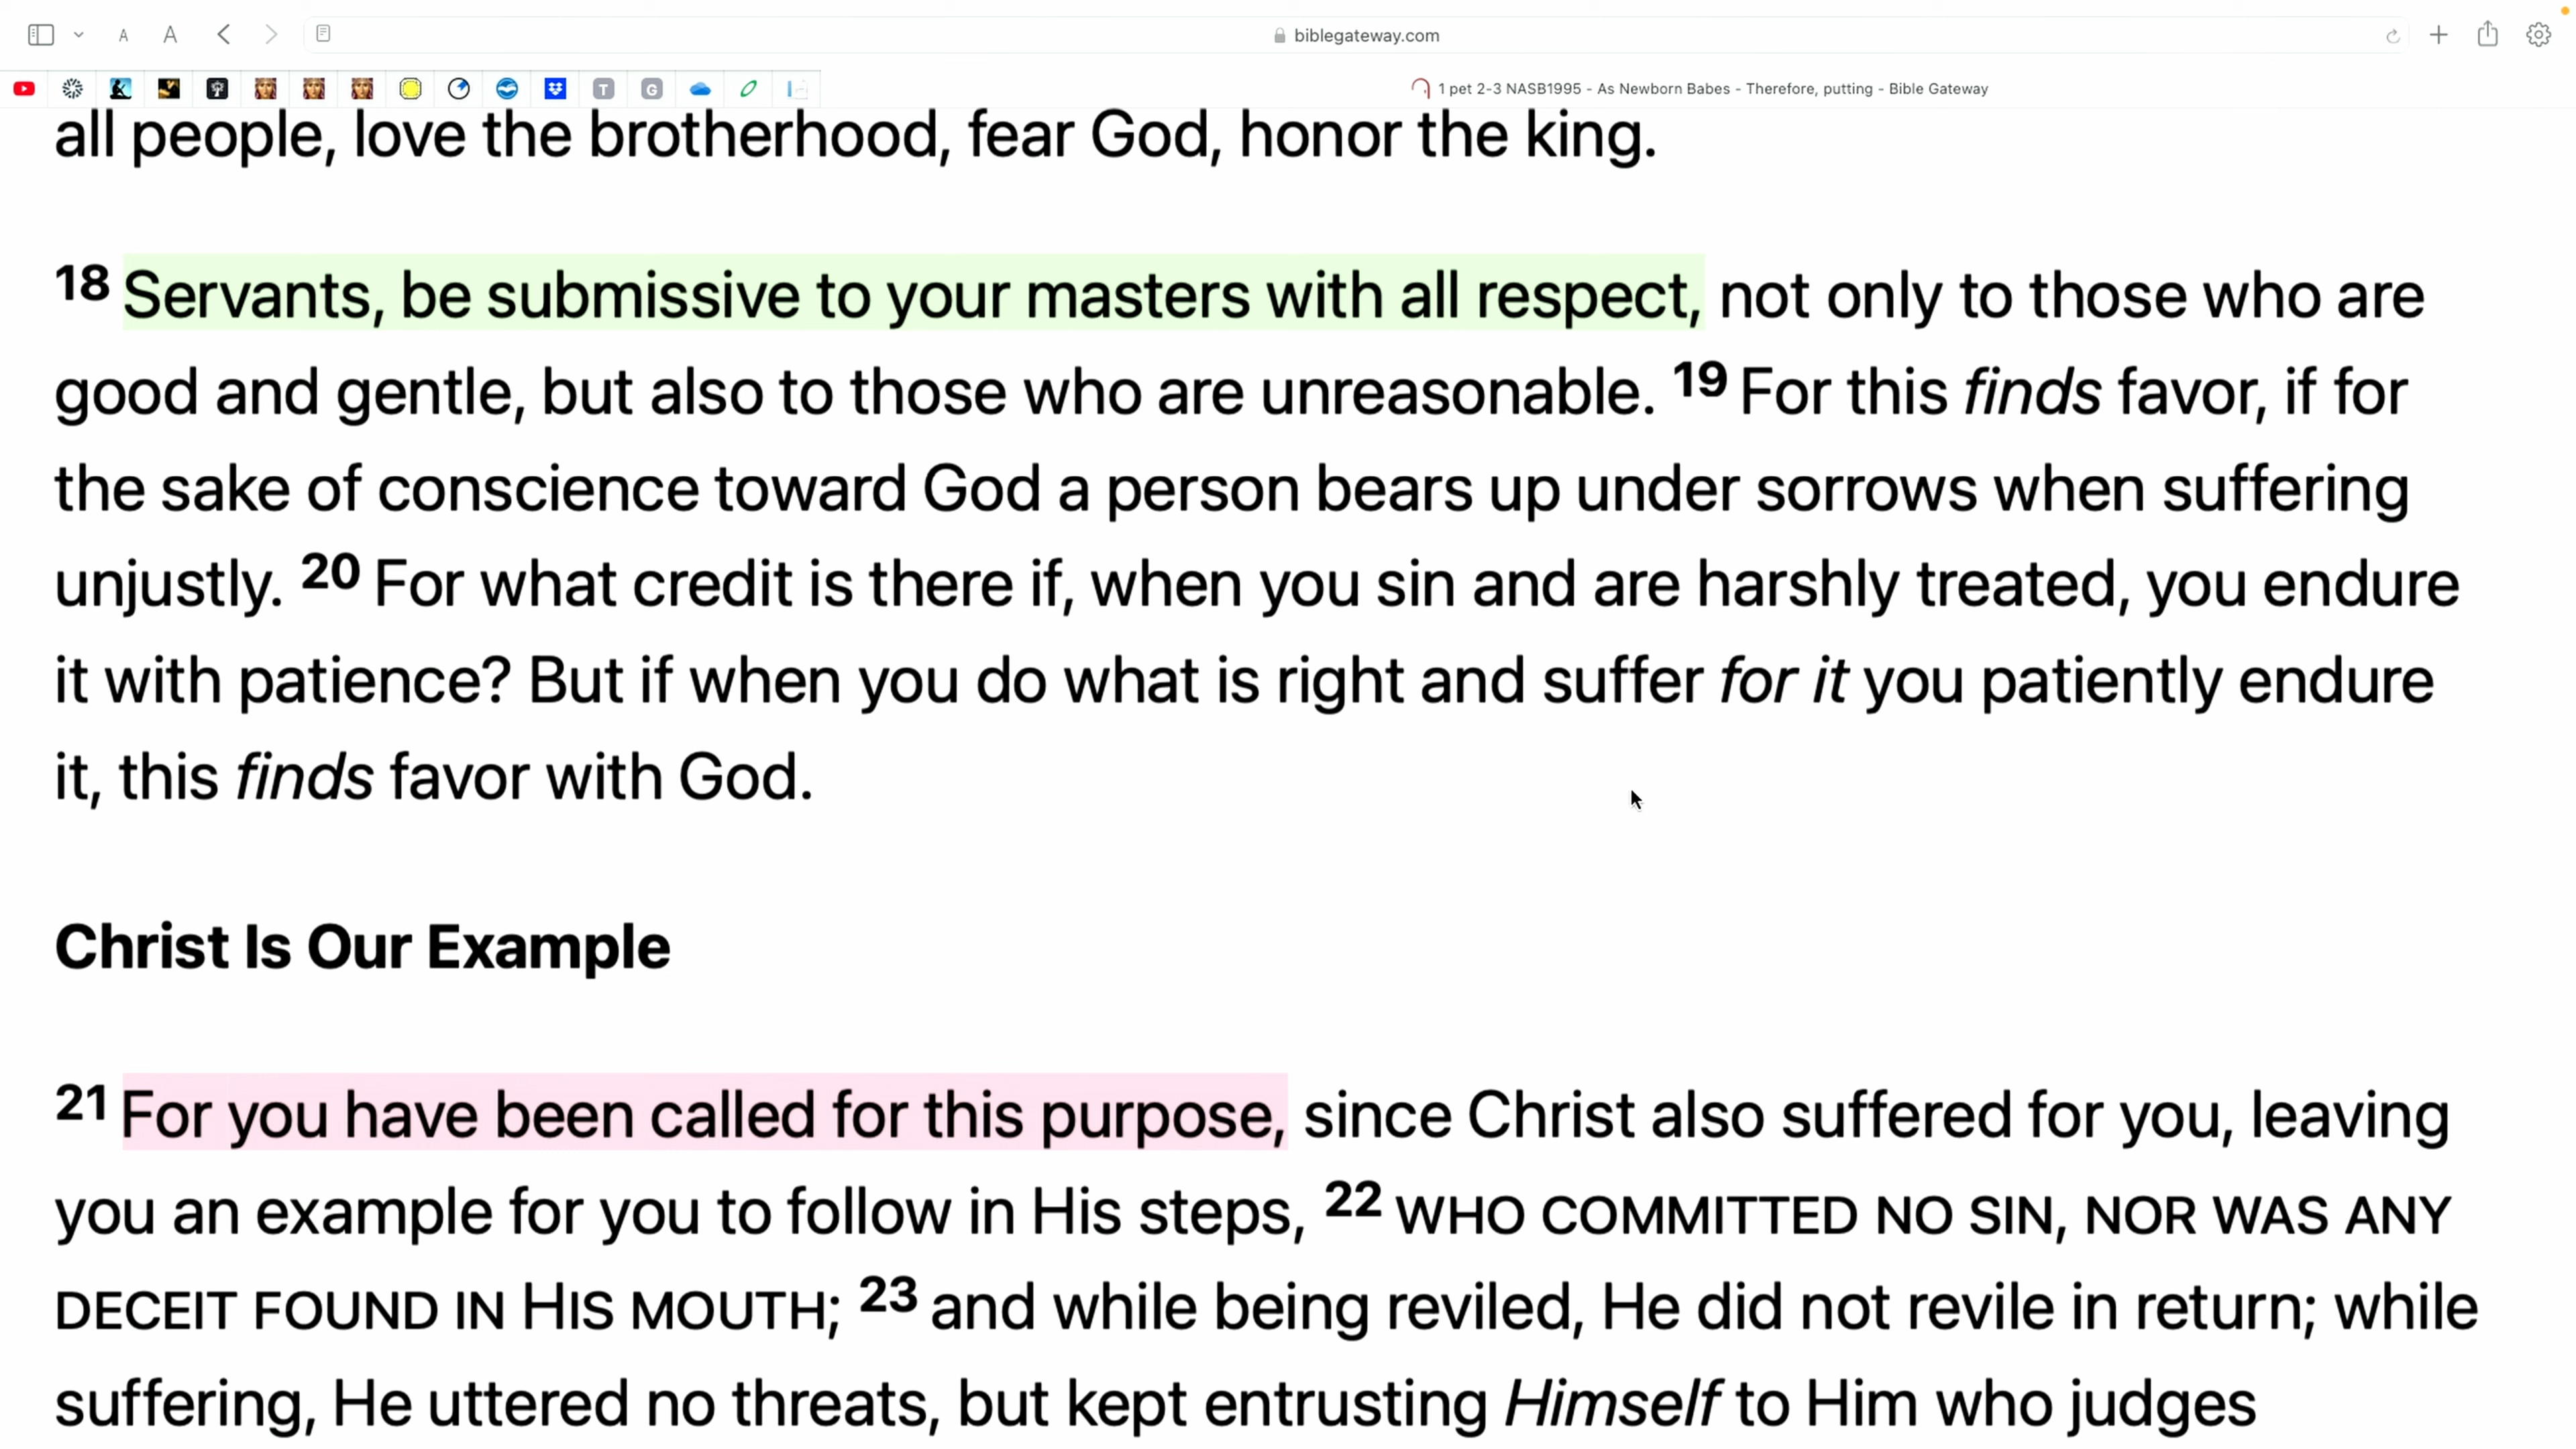 A A biblegateway.com
T G 1 pet 2-3 NASB1995 - As Newborn Babes - Therefore, putting - Bible Gateway
all people, love the brotherhood, fear God, honor the king.
18 Servants, be submissive to your masters with all respect, not only to those who are
good and gentle, but also to those who are unreasonable. 19 For this finds favor, if for
the sake of conscience toward God a person bears up under sorrows when suffering
unjustly. 20 For what credit is there if, when you sin and are harshly treated, you endure
it with patience? But if when you do what is right and suffer for it you patiently endure
it, this finds favor with God.
Christ Is Our Example
21 For you have been called for this purpose, since Christ also suffered for you, leaving
you an example for you to follow in His steps, 22 WHO COMMITTED NO SIN, NOR WAS ANY
DECEIT FOUND IN HIS MOUTH; 23 and while being reviled, He did not revile in return; while
suffering, He uttered no threats, but kept entrusting Himself to Him who judges